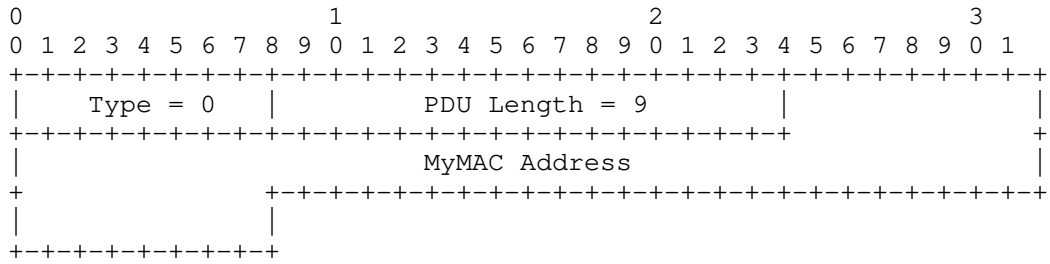 0                   1                   2                   3
0 1 2 3 4 5 6 7 8 9 0 1 2 3 4 5 6 7 8 9 0 1 2 3 4 5 6 7 8 9 0 1
+-+-+-+-+-+-+-+-+-+-+-+-+-+-+-+-+-+-+-+-+-+-+-+-+-+-+-+-+-+-+-+-+
|    Type = 0   |         PDU Length = 9        |               |
+-+-+-+-+-+-+-+-+-+-+-+-+-+-+-+-+-+-+-+-+-+-+-+-+               +
|                         MyMAC Address                         |
+               +-+-+-+-+-+-+-+-+-+-+-+-+-+-+-+-+-+-+-+-+-+-+-+-+
|               |
+-+-+-+-+-+-+-+-+